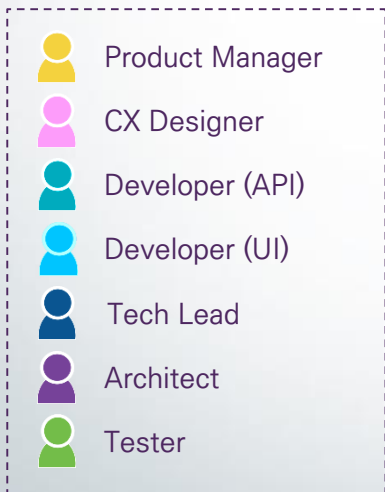 Product Manager
CX Designer
Developer (API)
Developer (UI)
Tech Lead
Architect
Tester